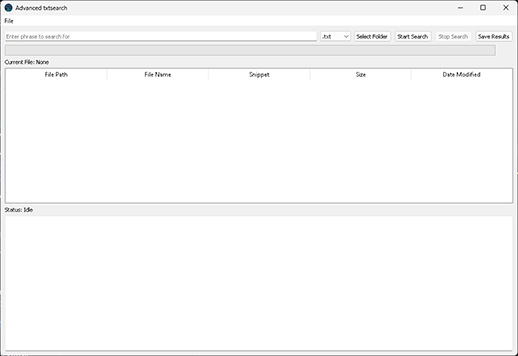 Advanced txtsearch
File
Enter phrase to search for .txt Select Folder Start Search Stop Search Save Results
Current File: None
File Path File Name Snippet Size Date Modified
Status: Idle